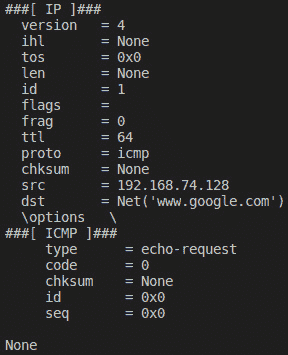 ###[ IP ]###
  version   = 4
  ihl       = None
  tos       = 0x0
  len       = None
  id        = 1
  flags     =
  frag      = 0
  ttl       = 64
  proto     = icmp
  chksum    = None
  src       = 192.168.74.128
  dst       = Net('www.google.com')
  \options   \
###[ ICMP ]###
     type      = echo-request
     code      = 0
     chksum    = None
     id        = 0x0
     seq       = 0x0
None